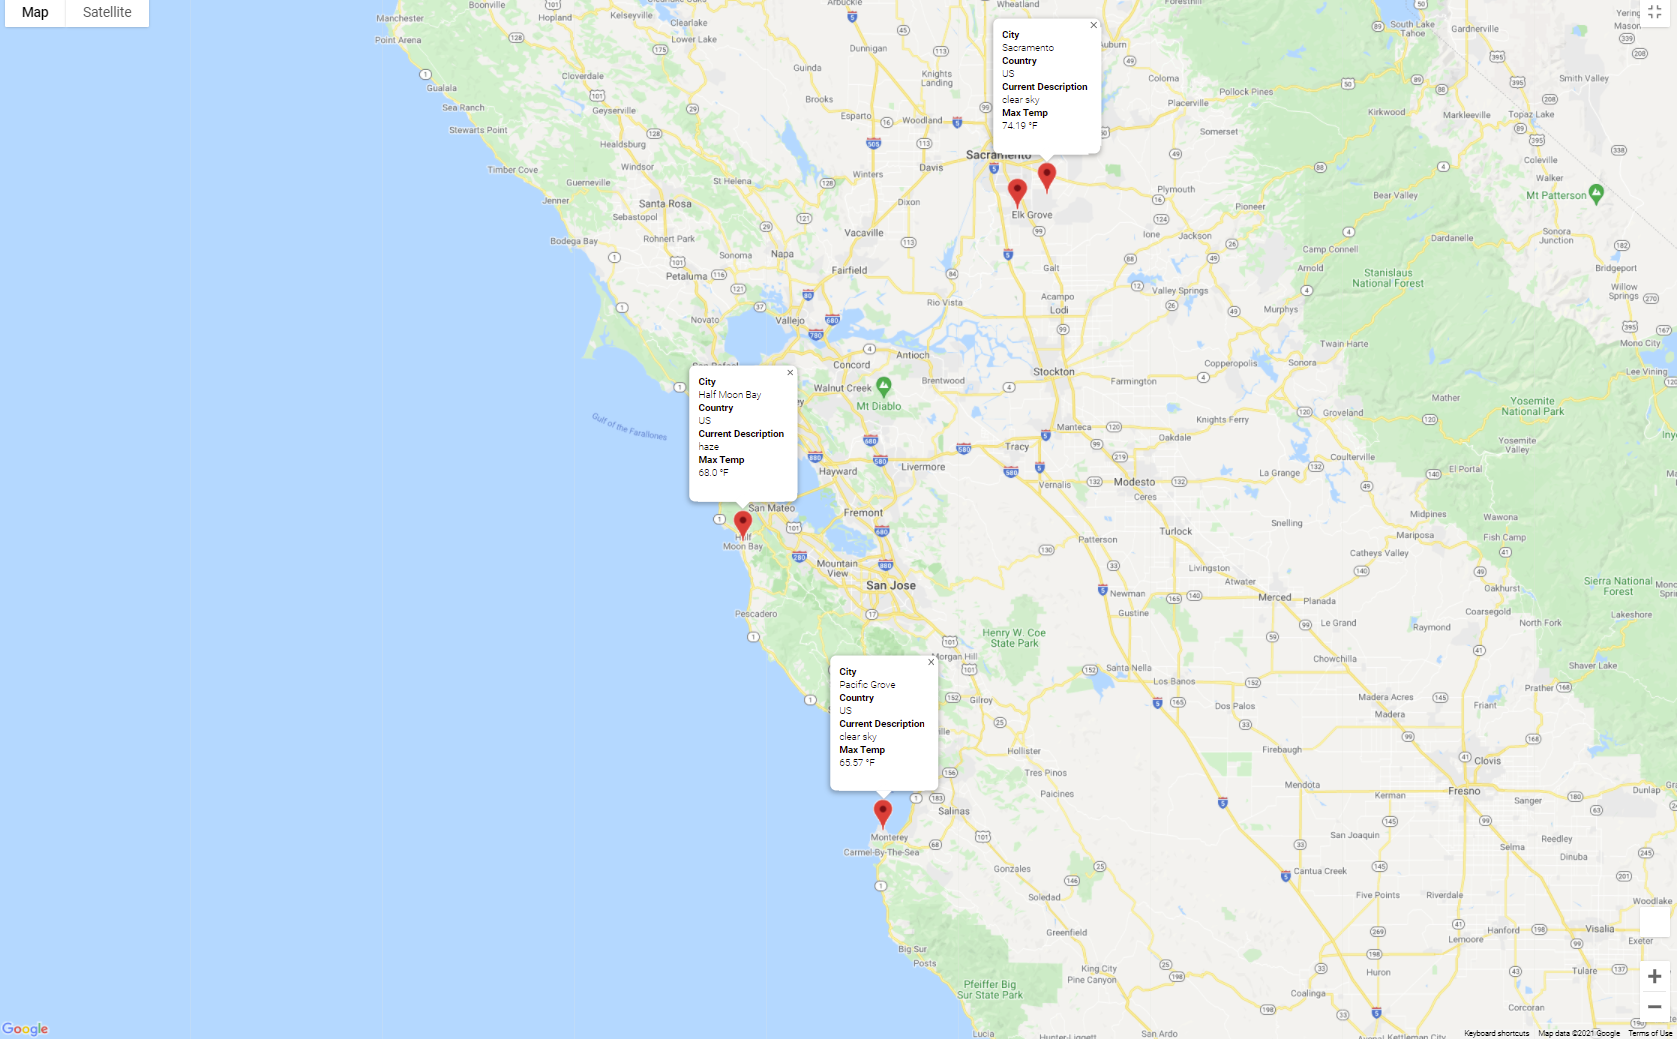 Map
Satellite
City
Sacramento
Country
US
Current Description
clear sky
Max Temp
74.19 °F
City
Half Moon Bay
Country
US
Current Description
haze
Max Temp
68.0 °F
City
Pacific Grove
Country
US
Current Description
clear sky
Max Temp
65.57 °F
Manchester
Boonville
Hopland
Kelseyville
Clearlake
Lower Lake
Point Arena
Gualala
Cloverdale
Sea Ranch
Stewarts Point
Geyserville
Healdsburg
Windsor
Timber Cove
Guerneville
St Helena
Jenner
Santa Rosa
Sebastopol
Rohnert Park
Bodega Bay
Sonoma
Napa
Petaluma
Novato
Vallejo
Wheatland
Dunnigan
Guinda
Knights
Landing
Brooks
Esparto
Woodland
Winters
Davis
Dixon
Vacaville
Fairfield
Rio Vista
Auburn
Coloma
Placerville
Pollock Pines
Somerset
Sacramento
Elk Grove
Plymouth
Ione
Jackson
Pioneer
Galt
Acampo
Lodi
Valley Springs
Murphys
Arnold
Camp Connell
Bear Valley
Dardanelle
South Lake
Tahoe
Gardnerville
Smith Valley
Kirkwood
Markleeville
Topaz Lake
Coleville
Walker
Mt Patterson
Sonora
Junction
Bridgeport
Willow
Springs
Mono City
Lee Vining
Stanislaus
National Forest
Twain Harte
Copperopolis
Sonora
Concord
Antioch
Walnut Creek
Brentwood
Mt Diablo
Stockton
Farmington
Knights Ferry
Groveland
Mather
Yosemite
National Park
Yosemite
Valley
Gulf of the Farallones
Hayward
Livermore
Tracy
Manteca
Oakdale
Coulterville
La Grange
El Portal
Vernalis
Modesto
Ceres
San Mateo
Fremont
Half
Moon Bay
Mountain
View
San Jose
Patterson
Turlock
Snelling
Midpines
Mariposa
Wawona
Fish Camp
Catheys Valley
Livingston
Atwater
Merced
Planada
Newman
Gustine
Le Grand
Raymond
Coarsegold
Oakhurst
North Fork
Sierra National
Forest
Lakeshore
Shaver Lake
Pescadero
Henry W. Coe
State Park
Morgan Hill
Santa Nella
Los Banos
Chowchilla
Dos Palos
Madera Acres
Madera
Friant
Prather
Gilroy
Hollister
Tres Pinos
Paicines
Firebaugh
Mendota
Kerman
Clovis
Fresno
Sanger
Dunlap
Salinas
Monterey
Carmel-By-The-Sea
Gonzales
Soledad
San Joaquin
Cantua Creek
Five Points
Riverdale
Selma
Reedley
Dinuba
Woodlake
Greenfield
Big Sur
Posts
King City
Pine Canyon
Pfeiffer Big
Sur State Park
Lucia
San Ardo
Lemoore
Hanford
Visalia
Exeter
Huron
Coalinga
Tulare
Corcoran
Avenal
Kettleman City
Google
Keyboard shortcuts
Map data ©2021 Google
Terms of Use